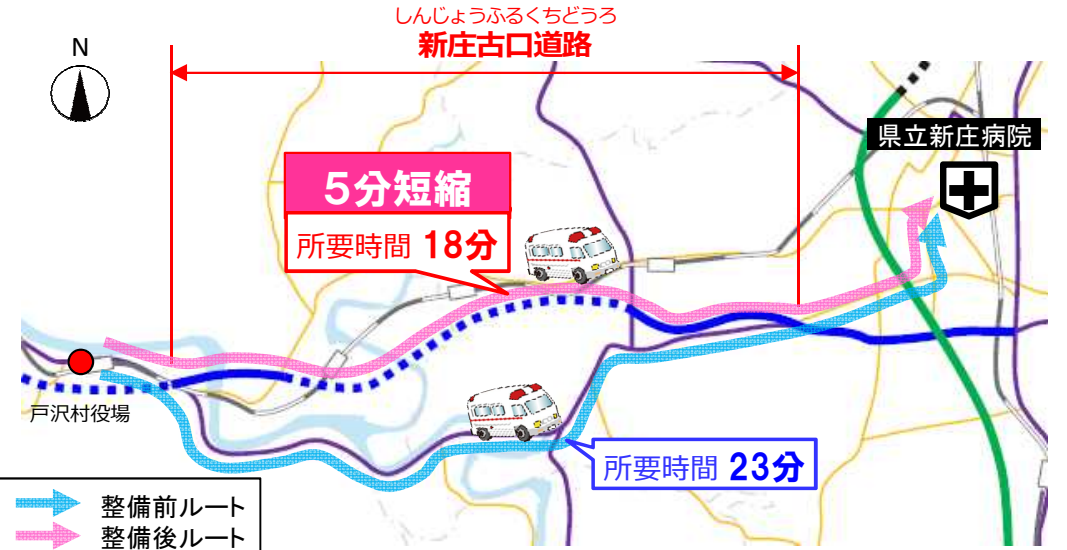 しんじょうふるくちどうろ
新庄古口道路
N
県立新庄病院
5分短縮
所要時間 18分
戸沢村役場
所要時間 23分
整備前ルート
整備後ルート